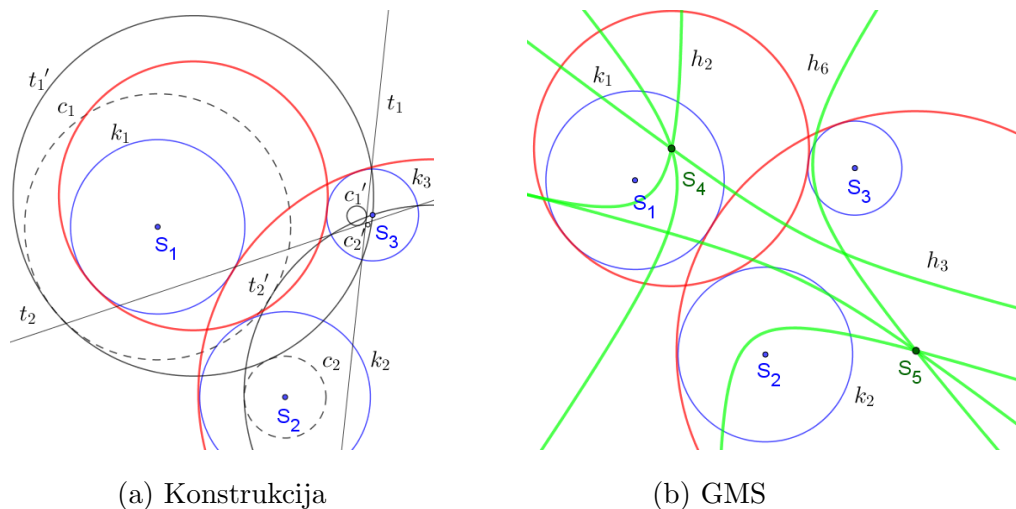 t₁′
c₁
k₁
t₁
k₃
c₁′
S₁
S₃
c₂′
t₂′
t₂
c₂
k₂
S₂
(a) Konstrukcija
k₁
h₂
h₆
S₁
S₄
S₃
h₃
S₂
S₅
k₂
(b) GMS